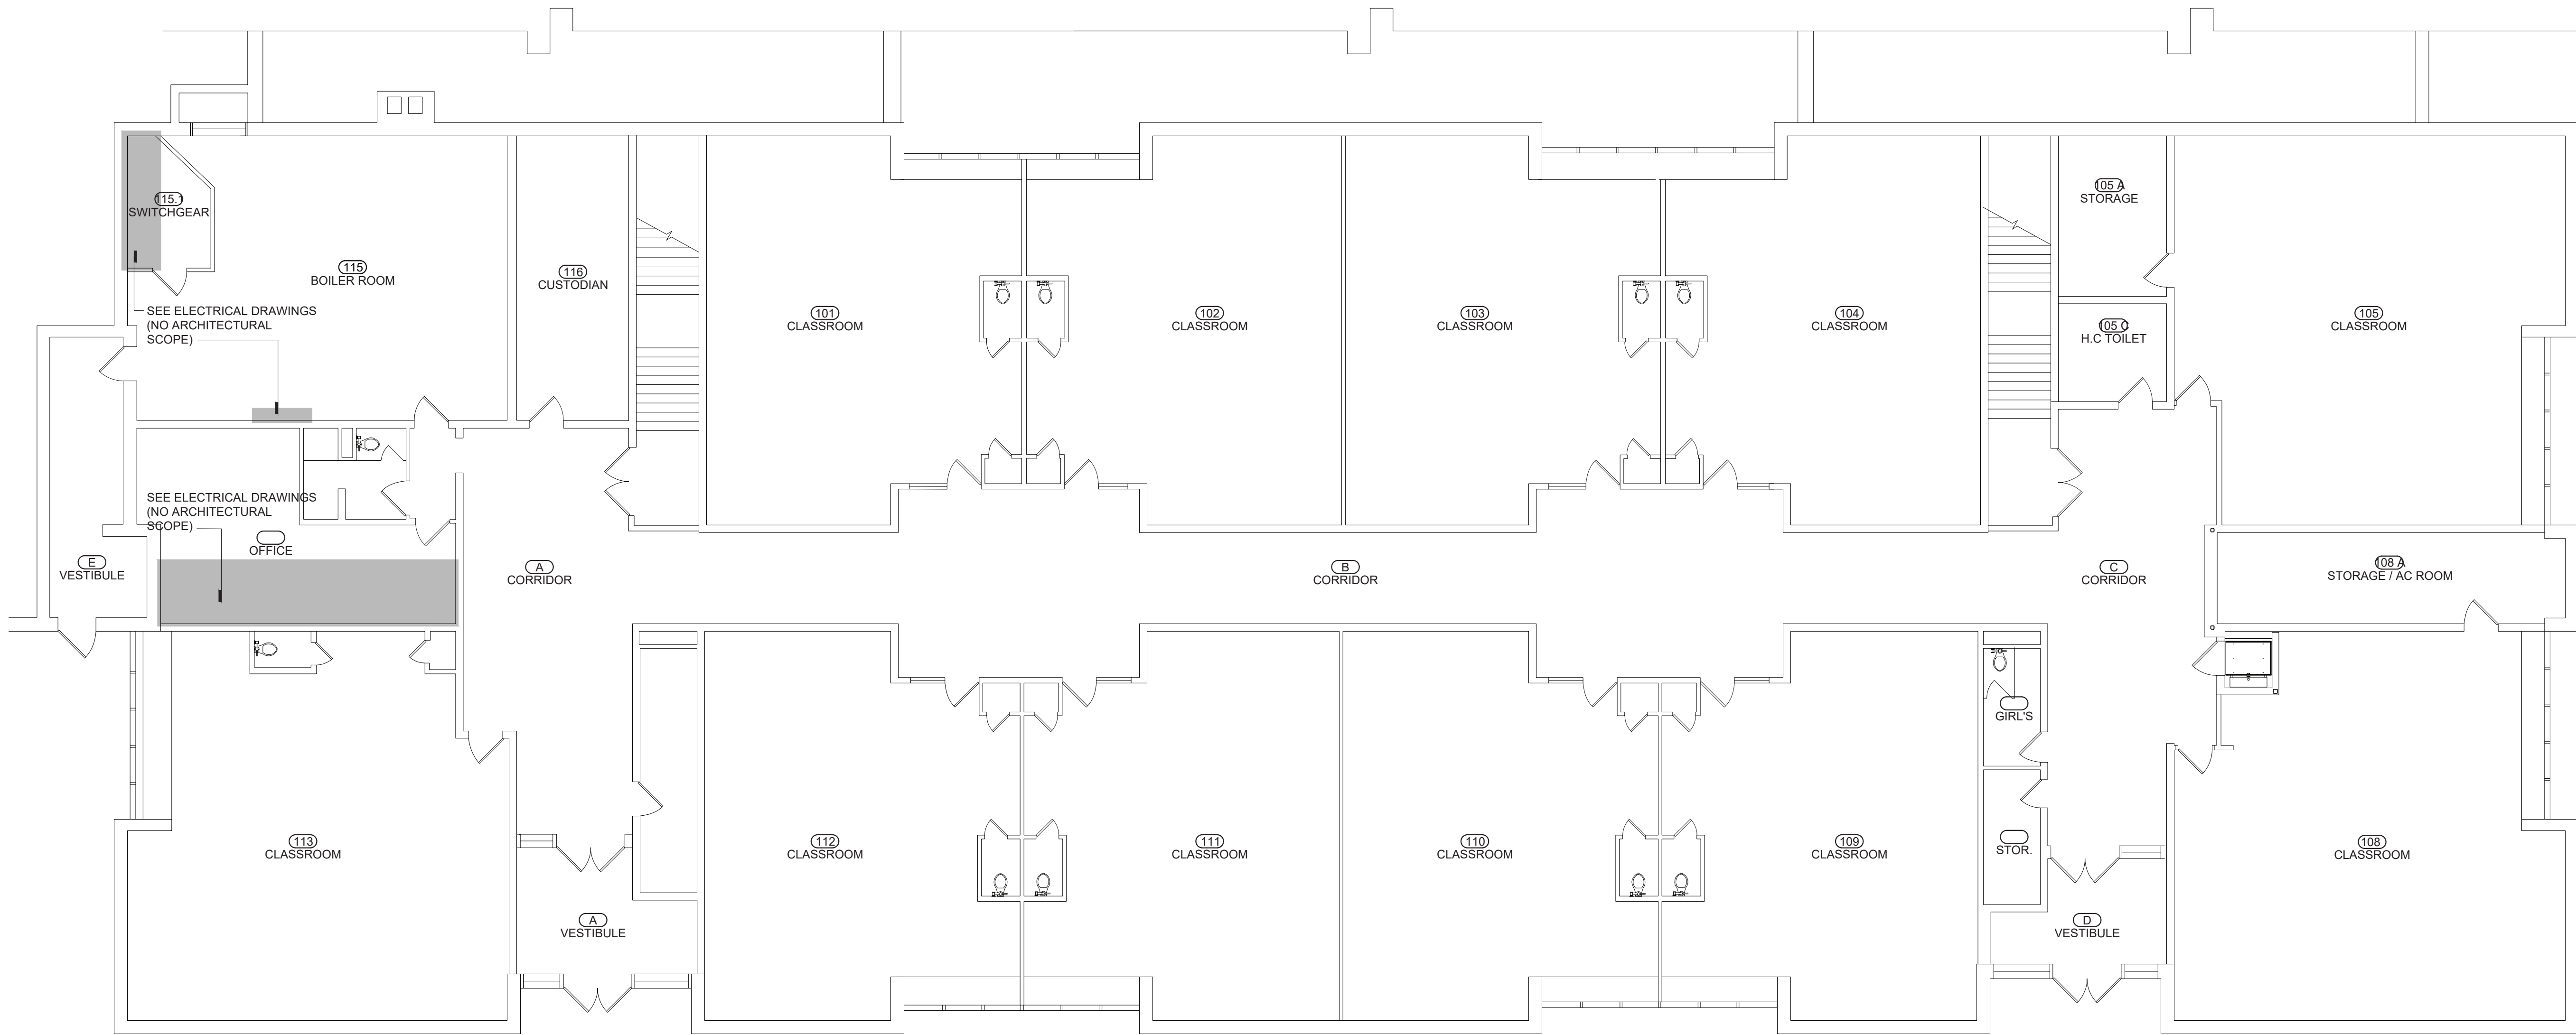 115.1
SWITCHGEAR
115
BOILER ROOM
116
CUSTODIAN
101
CLASSROOM
102
CLASSROOM
103
CLASSROOM
104
CLASSROOM
105 A
STORAGE
105 C
H.C TOILET
105
CLASSROOM
SEE ELECTRICAL DRAWINGS
(NO ARCHITECTURAL
SCOPE)
SEE ELECTRICAL DRAWINGS
(NO ARCHITECTURAL
SCOPE)
OFFICE
E
VESTIBULE
A
CORRIDOR
B
CORRIDOR
C
CORRIDOR
108 A
STORAGE / AC ROOM
GIRL'S
STOR.
113
CLASSROOM
112
CLASSROOM
111
CLASSROOM
110
CLASSROOM
109
CLASSROOM
108
CLASSROOM
A
VESTIBULE
D
VESTIBULE